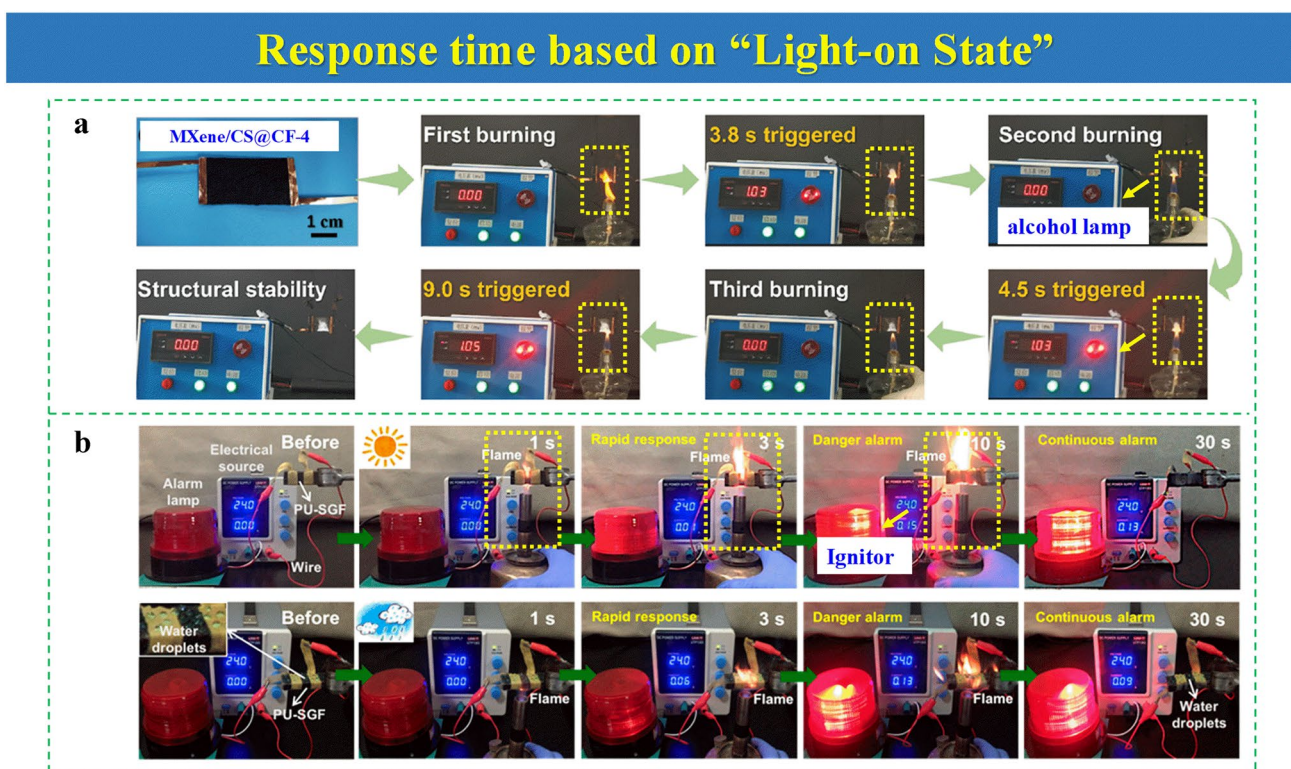 Response time based on “Light-on State”
a
MXene/CS@CF-4
1 cm
First burning
0.00
3.8 s triggered
1.03
Second burning
0.00
alcohol lamp
Structural stability
0.00
9.0 s triggered
1.05
Third burning
0.00
4.5 s triggered
1.03
b
Before
Electrical
source
Alarm
lamp
24.0
0.00
PU-SGF
Wire
1 s
Flame
24.0
0.00
Rapid response
3 s
Flame
24.0
Danger alarm
10 s
Flame
24.0
0.15
Ignitor
Continuous alarm
30 s
24.0
0.13
Before
Water
droplets
24.0
0.00
PU-SGF
1 s
24.0
0.00
Flame
Rapid response
3 s
24.0
0.06
Flame
Danger alarm
10 s
24.0
0.13
Flame
Continuous alarm
30 s
24.0
0.09
Water
droplets